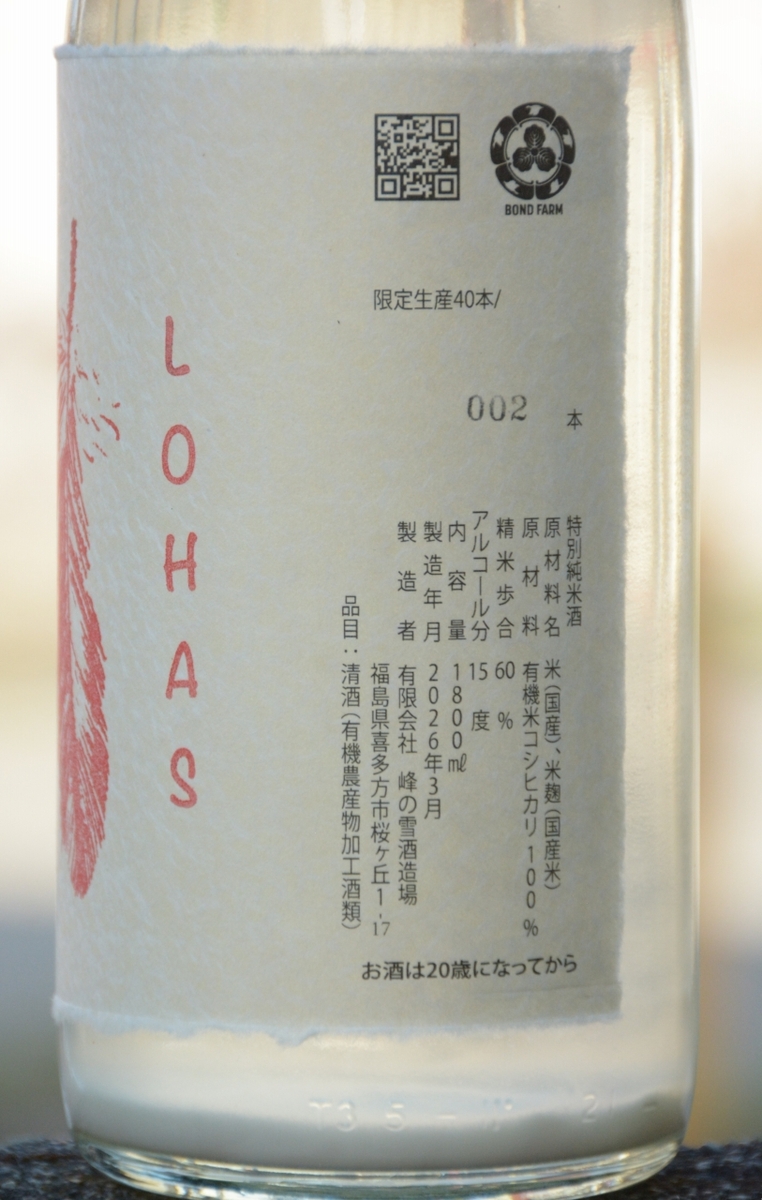 BOND FARM
限定生産40本/
002 本
LOHAS
特別純米酒
原材料名 米（国産）、米麹（国産米）
原材料 有機米コシヒカリ100%
精米歩合 60%
アルコール分 15度
内容量 1800㎖
製造年月 2026年3月
製造者 有限会社 峰の雪酒造場
福島県喜多方市桜ヶ丘1-17
品目：清酒（有機農産物加工酒類）
お酒は20歳になってから